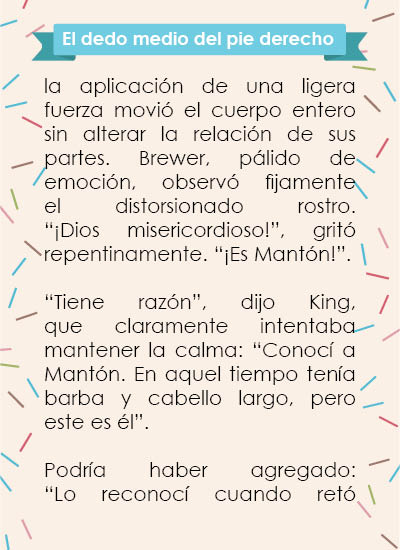 El dedo medio del pie derecho
la aplicación de una ligera
fuerza movió el cuerpo entero
sin alterar la relación de sus
partes. Brewer, pálido de
emoción, observó fijamente
el distorsionado rostro.
“¡Dios misericordioso!”, gritó
repentinamente. “¡Es Mantón!”.
“Tiene razón”, dijo King,
que claramente intentaba
mantener la calma: “Conocí a
Mantón. En aquel tiempo tenía
barba y cabello largo, pero
este es él”.
Podría haber agregado:
“Lo reconocí cuando retó